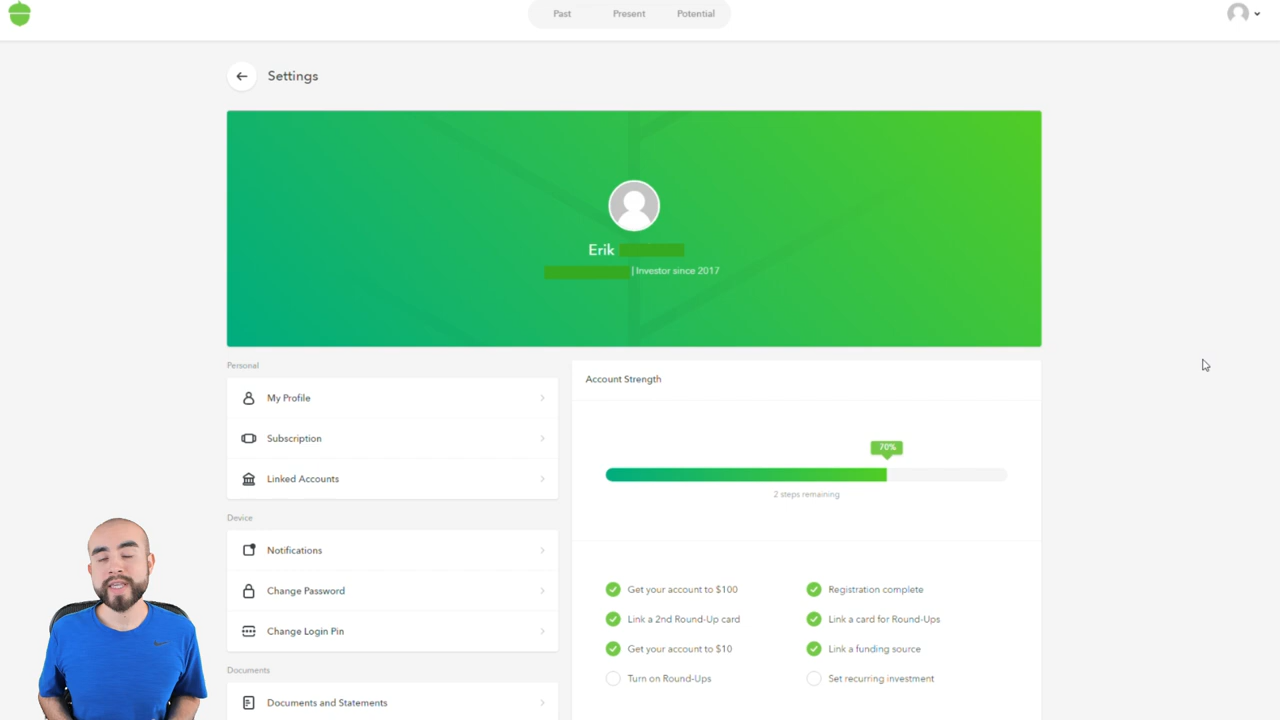 Past Present Potential
Settings
Erik
| Investor since 2017
Personal
My Profile
Subscription
Linked Accounts
Device
Notifications
Change Password
Change Login Pin
Documents
Documents and Statements
Account Strength
70%
2 steps remaining
Get your account to $100
Registration complete
Link a 2nd Round-Up card
Link a card for Round-Ups
Get your account to $10
Link a funding source
Turn on Round-Ups
Set recurring investment